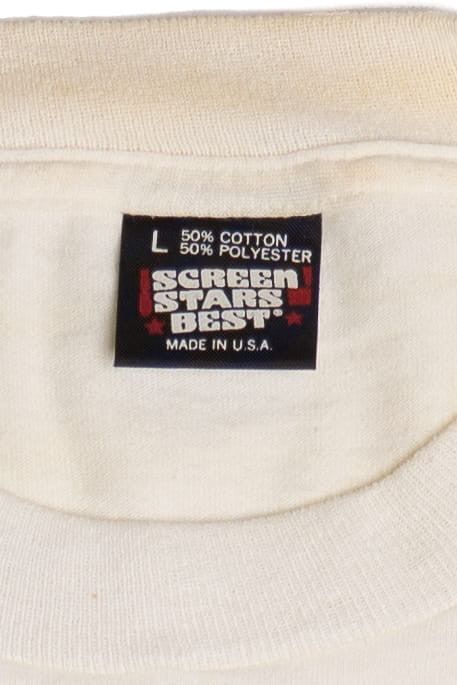 L 50% COTTON
50% POLYESTER
SCREEN
STARS
BEST®
MADE IN U.S.A.